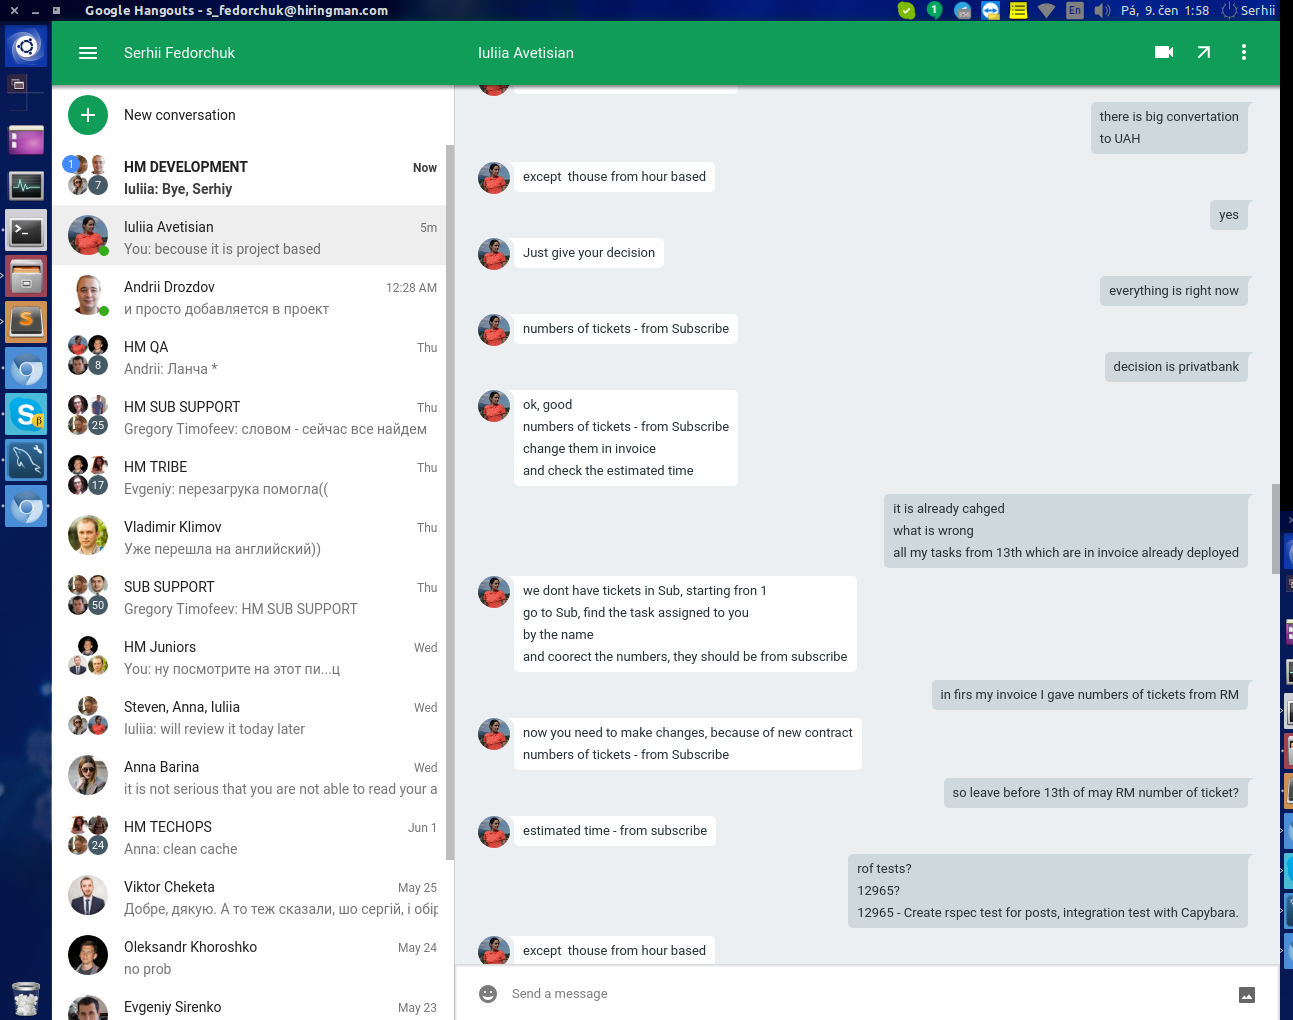 Google Hangouts - s_fedorchuk@hiringman.com
1
En
Pá, 9. čen 1:58
Serhii
Serhii Fedorchuk
Iuliia Avetisian
New conversation
1
7
HM DEVELOPMENT
Now
Iuliia: Bye, Serhiy
Iuliia Avetisian
5m
You: becouse it is project based
Andrii Drozdov
12:28 AM
и просто добавляется в проект
HM QA
Thu
8
Andrii: Ланча *
HM SUB SUPPORT
Thu
25
Gregory Timofeev: словом - сейчас все найдем
HM TRIBE
Thu
17
Evgeniy: перезагрука помогла((
Vladimir Klimov
Thu
Уже перешла на английский))
SUB SUPPORT
Thu
50
Gregory Timofeev: HM SUB SUPPORT
HM Juniors
Wed
You: ну посмотрите на этот пи...ц
Steven, Anna, Iuliia
Wed
Iuliia: will review it today later
Anna Barina
Wed
it is not serious that you are not able to read your a
HM TECHOPS
Jun 1
24
Anna: clean cache
Viktor Cheketa
May 25
Добре, дякую. А то теж сказали, шо сергій, і обір
Oleksandr Khoroshko
May 24
no prob
Evgeniy Sirenko
May 23
there is big convertation
to UAH
except thouse from hour based
yes
Just give your decision
everything is right now
numbers of tickets - from Subscribe
decision is privatbank
ok, good
numbers of tickets - from Subscribe
change them in invoice
and check the estimated time
it is already cahged
what is wrong
all my tasks from 13th which are in invoice already deployed
we dont have tickets in Sub, starting fron 1
go to Sub, find the task assigned to you
by the name
and coorect the numbers, they should be from subscribe
in firs my invoice I gave numbers of tickets from RM
now you need to make changes, because of new contract
numbers of tickets - from Subscribe
so leave before 13th of may RM number of ticket?
estimated time - from subscribe
rof tests?
12965?
12965 - Create rspec test for posts, integration test with Capybara.
except thouse from hour based
Send a message